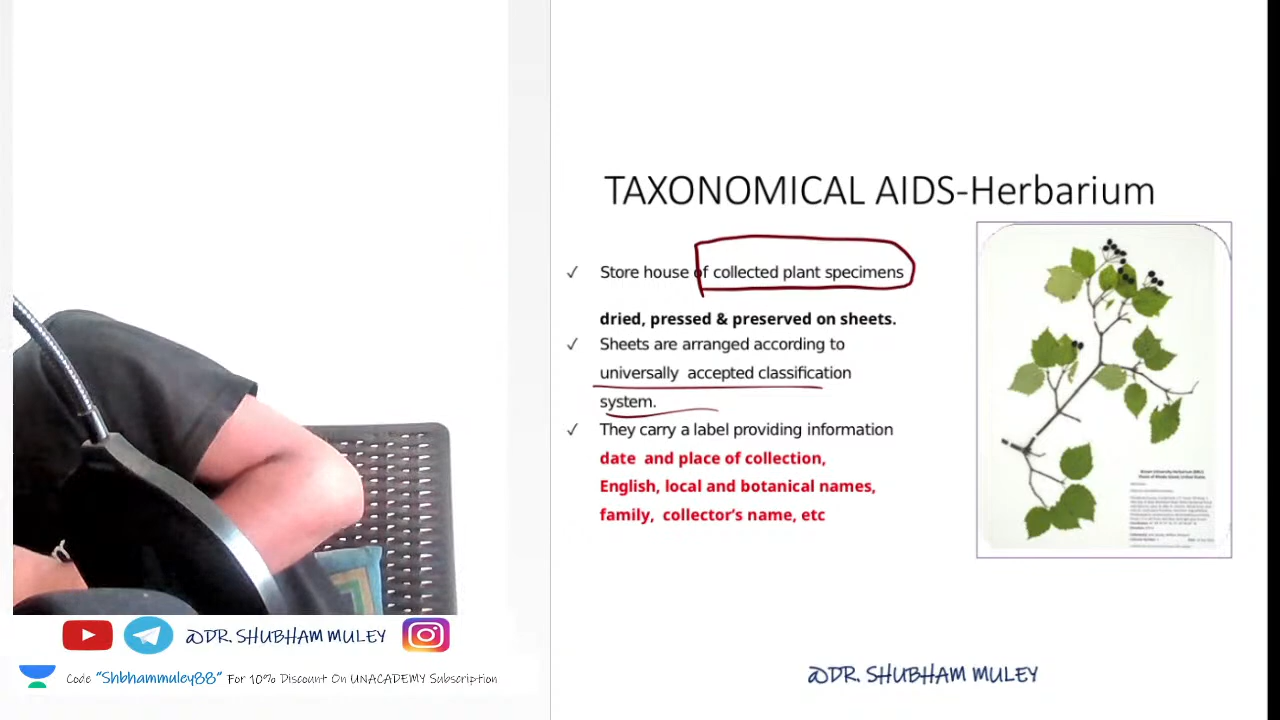 TAXONOMICAL AIDS-Herbarium
✓ Store house of collected plant specimens
dried, pressed & preserved on sheets.
✓ Sheets are arranged according to
universally accepted classification
system.
✓ They carry a label providing information
date and place of collection,
English, local and botanical names,
family, collector's name, etc
@DR. SHUBHAM MULEY
Code "Shbhammuley88" For 10% Discount On UNACADEMY Subscription
@DR. SHUBHAM MULEY